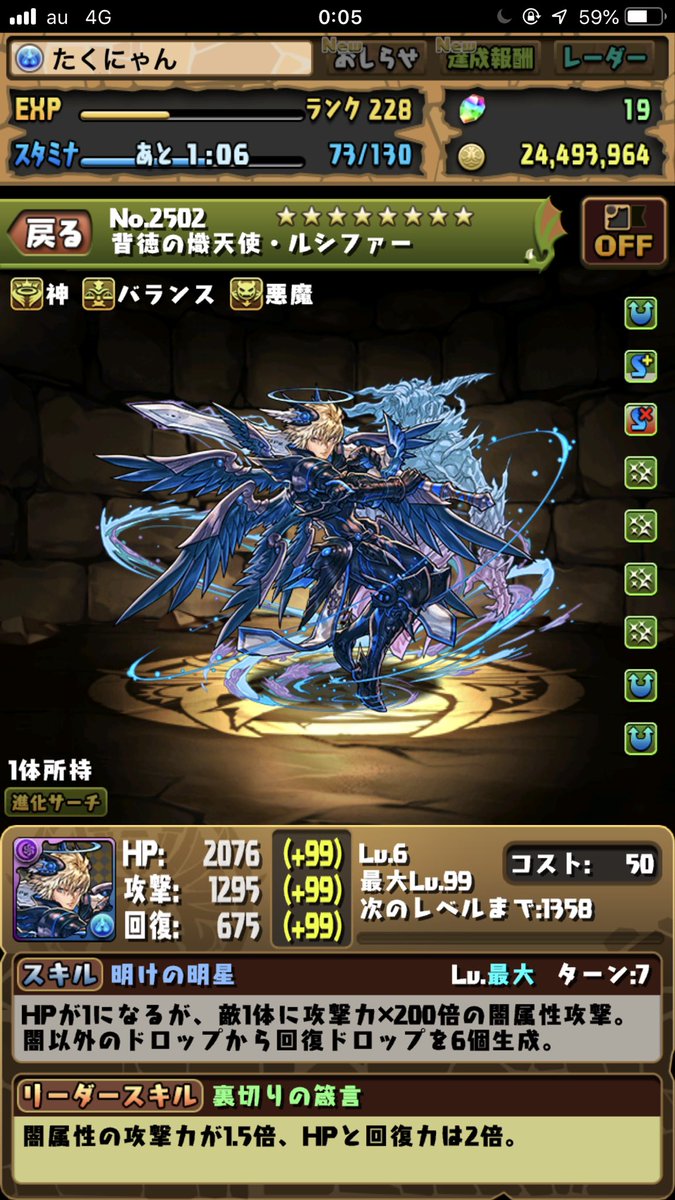 au 4G 0:05 59%
たくにゃん
New おしらせ New 達成報酬 レーダー
EXP ランク 228 19
スタミナ あと 1:06 73/130 24,493,964
戻る No.2502 ★★★★★★★★ OFF
背徳の熾天使・ルシファー
神 バランス 悪魔
1体所持
進化サーチ
HP: 2076 (+99) Lv.6 コスト: 50
攻撃: 1295 (+99) 最大Lv.99
回復: 675 (+99) 次のレベルまで:1358
スキル 明けの明星 Lv.最大 ターン:7
HPが1になるが、敵1体に攻撃力×200倍の闇属性攻撃。
闇以外のドロップから回復ドロップを6個生成。
リーダースキル 裏切りの箴言
闇属性の攻撃力が1.5倍、HPと回復力は2倍。